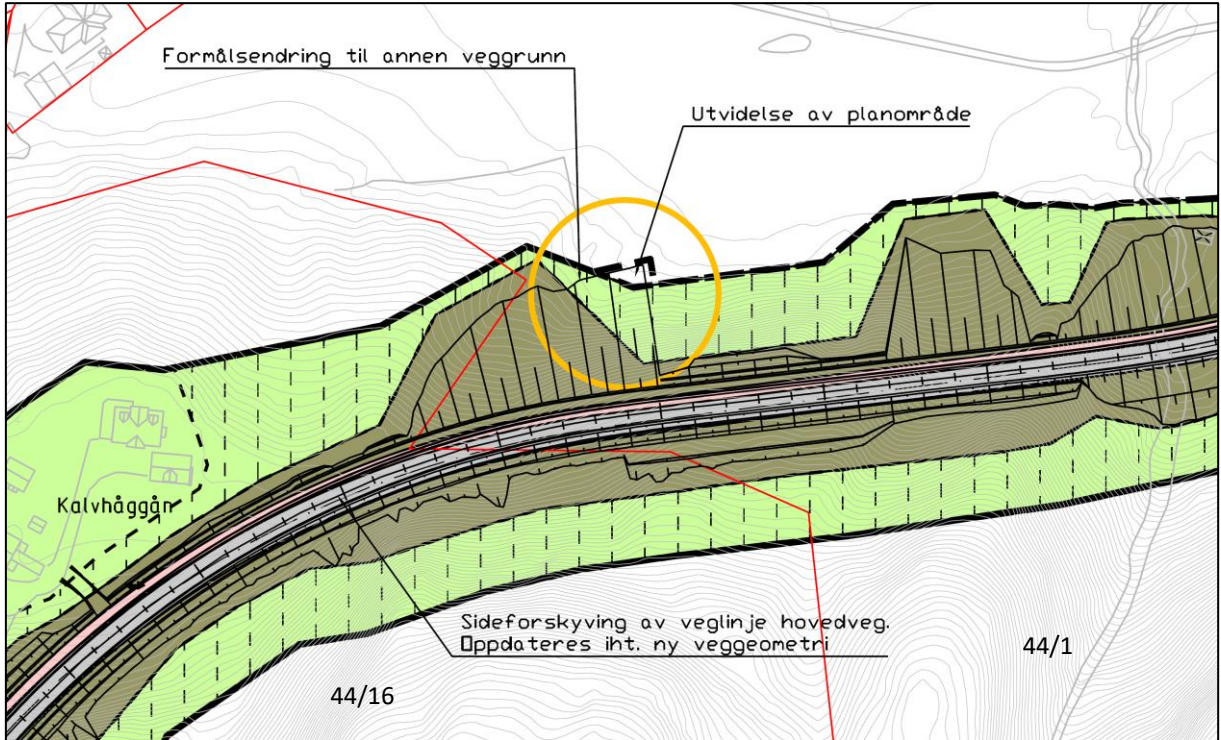 Formålsendring til annen veggrunn
Utvidelse av planområde
Kalvhåggån
Sideforskyving av veglinje hovedveg.
Oppdateres iht. ny veggeometri
44/1
44/16